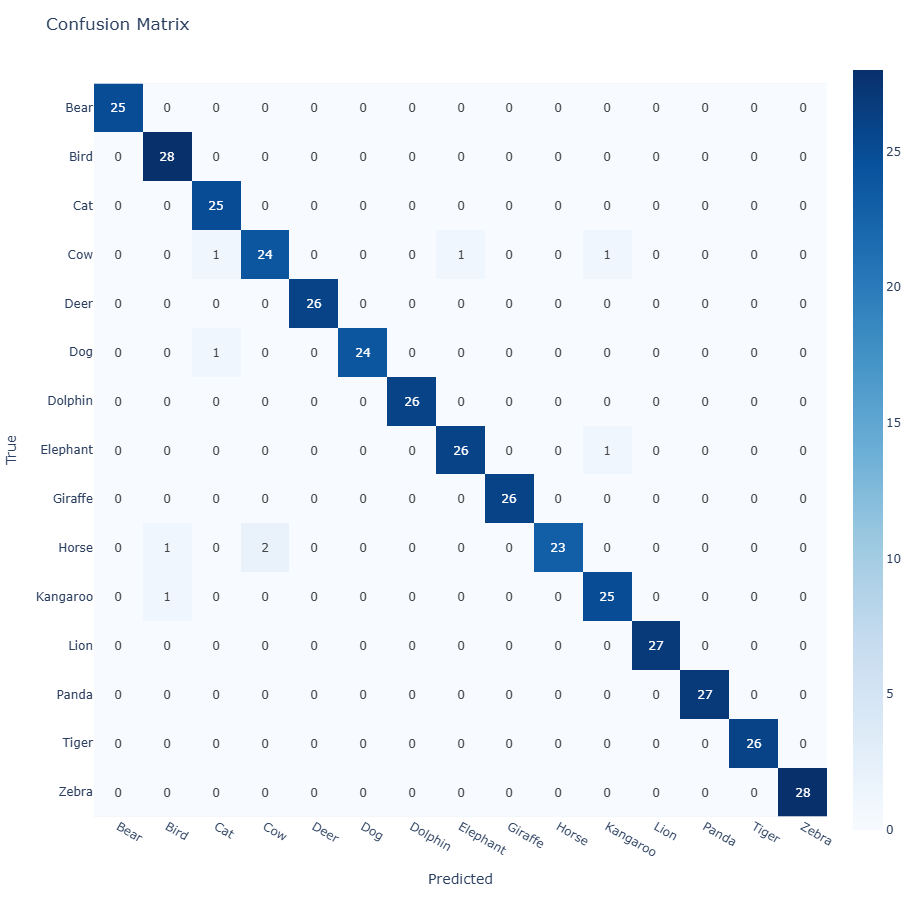 Confusion Matrix
Bear 25 0 0 0 0 0 0 0 0 0 0 0 0 0 0
Bird 0 28 0 0 0 0 0 0 0 0 0 0 0 0 0
Cat 0 0 25 0 0 0 0 0 0 0 0 0 0 0 0
Cow 0 0 1 24 0 0 0 1 0 0 1 0 0 0 0
Deer 0 0 0 0 26 0 0 0 0 0 0 0 0 0 0
Dog 0 0 1 0 0 24 0 0 0 0 0 0 0 0 0
Dolphin 0 0 0 0 0 0 26 0 0 0 0 0 0 0 0
Elephant 0 0 0 0 0 0 0 26 0 0 1 0 0 0 0
Giraffe 0 0 0 0 0 0 0 0 26 0 0 0 0 0 0
Horse 0 1 0 2 0 0 0 0 0 23 0 0 0 0 0
Kangaroo 0 1 0 0 0 0 0 0 0 0 25 0 0 0 0
Lion 0 0 0 0 0 0 0 0 0 0 0 27 0 0 0
Panda 0 0 0 0 0 0 0 0 0 0 0 0 27 0 0
Tiger 0 0 0 0 0 0 0 0 0 0 0 0 0 26 0
Zebra 0 0 0 0 0 0 0 0 0 0 0 0 0 0 28
Bear Bird Cat Cow Deer Dog Dolphin Elephant Giraffe Horse Kangaroo Lion Panda Tiger Zebra
Predicted
True
25
20
15
10
5
0